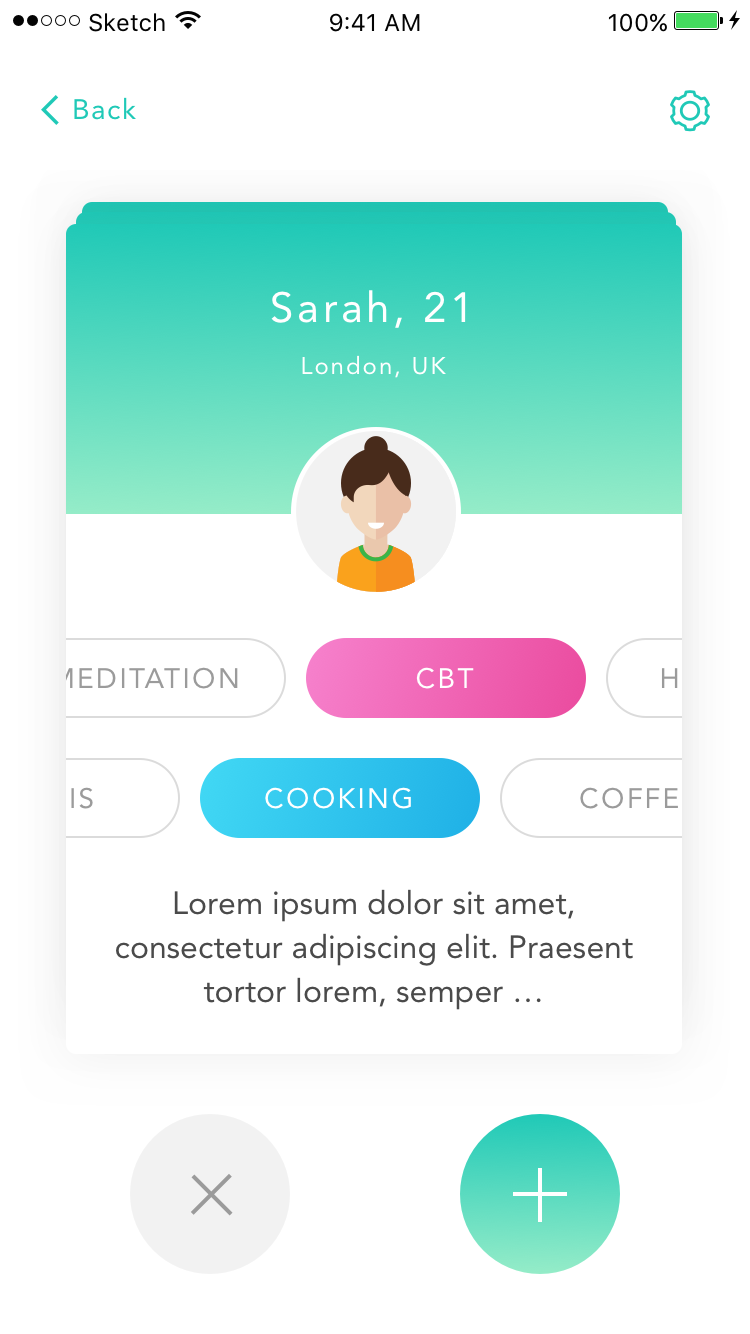 Sketch 9:41 AM 100%
Back
Sarah, 21
London, UK
MEDITATION CBT H
IS COOKING COFFE
Lorem ipsum dolor sit amet,
consectetur adipiscing elit. Praesent
tortor lorem, semper …